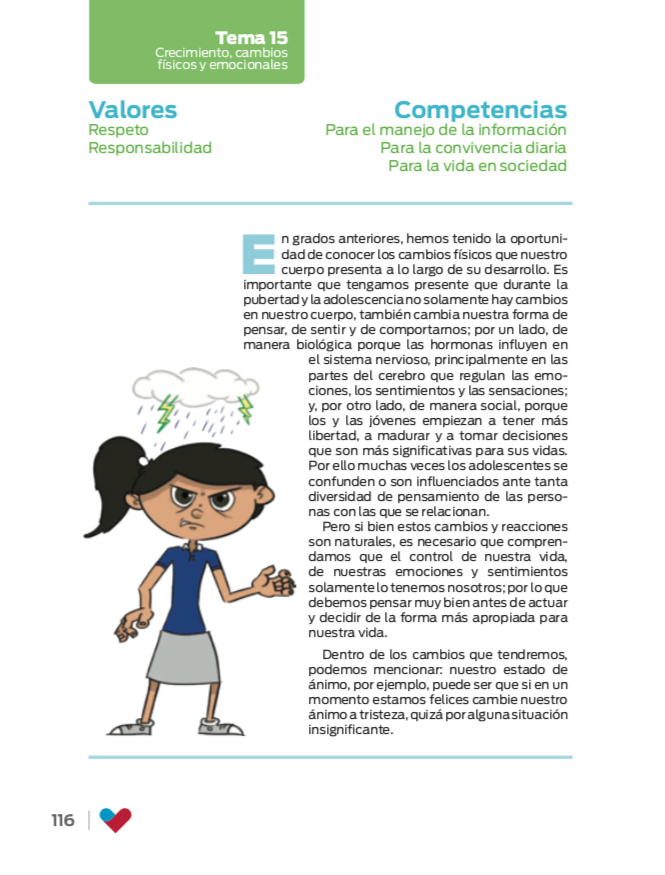 Tema 15
Crecimiento, cambios
físicos y emocionales
Valores
Respeto
Responsabilidad
Competencias
Para el manejo de la información
Para la convivencia diaria
Para la vida en sociedad
En grados anteriores, hemos tenido la oportuni-
dad de conocer los cambios físicos que nuestro
cuerpo presenta a lo largo de su desarrollo. Es
importante que tengamos presente que durante la
pubertad y la adolescencia no solamente hay cambios
en nuestro cuerpo, también cambia nuestra forma de
pensar, de sentir y de comportarnos; por un lado, de
manera biológica porque las hormonas influyen en
el sistema nervioso, principalmente en las
partes del cerebro que regulan las emo-
ciones, los sentimientos y las sensaciones;
y, por otro lado, de manera social, porque
los y las jóvenes empiezan a tener más
libertad, a madurar y a tomar decisiones
que son más significativas para sus vidas.
Por ello muchas veces los adolescentes se
confunden o son influenciados ante tanta
diversidad de pensamiento de las perso-
nas con las que se relacionan.
Pero si bien estos cambios y reacciones
son naturales, es necesario que compren-
damos que el control de nuestra vida,
de nuestras emociones y sentimientos
solamente lo tenemos nosotros; por lo que
debemos pensar muy bien antes de actuar
y decidir de la forma más apropiada para
nuestra vida.
Dentro de los cambios que tendremos,
podemos mencionar: nuestro estado de
ánimo, por ejemplo, puede ser que si en un
momento estamos felices cambie nuestro
ánimo a tristeza, quizá por alguna situación
insignificante.
116